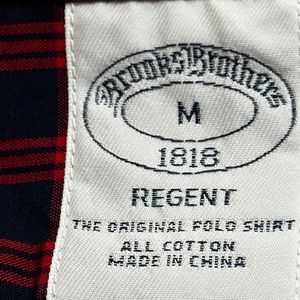 Brooks Brothers
M
1818
REGENT
THE ORIGINAL POLO SHIRT
ALL COTTON
MADE IN CHINA